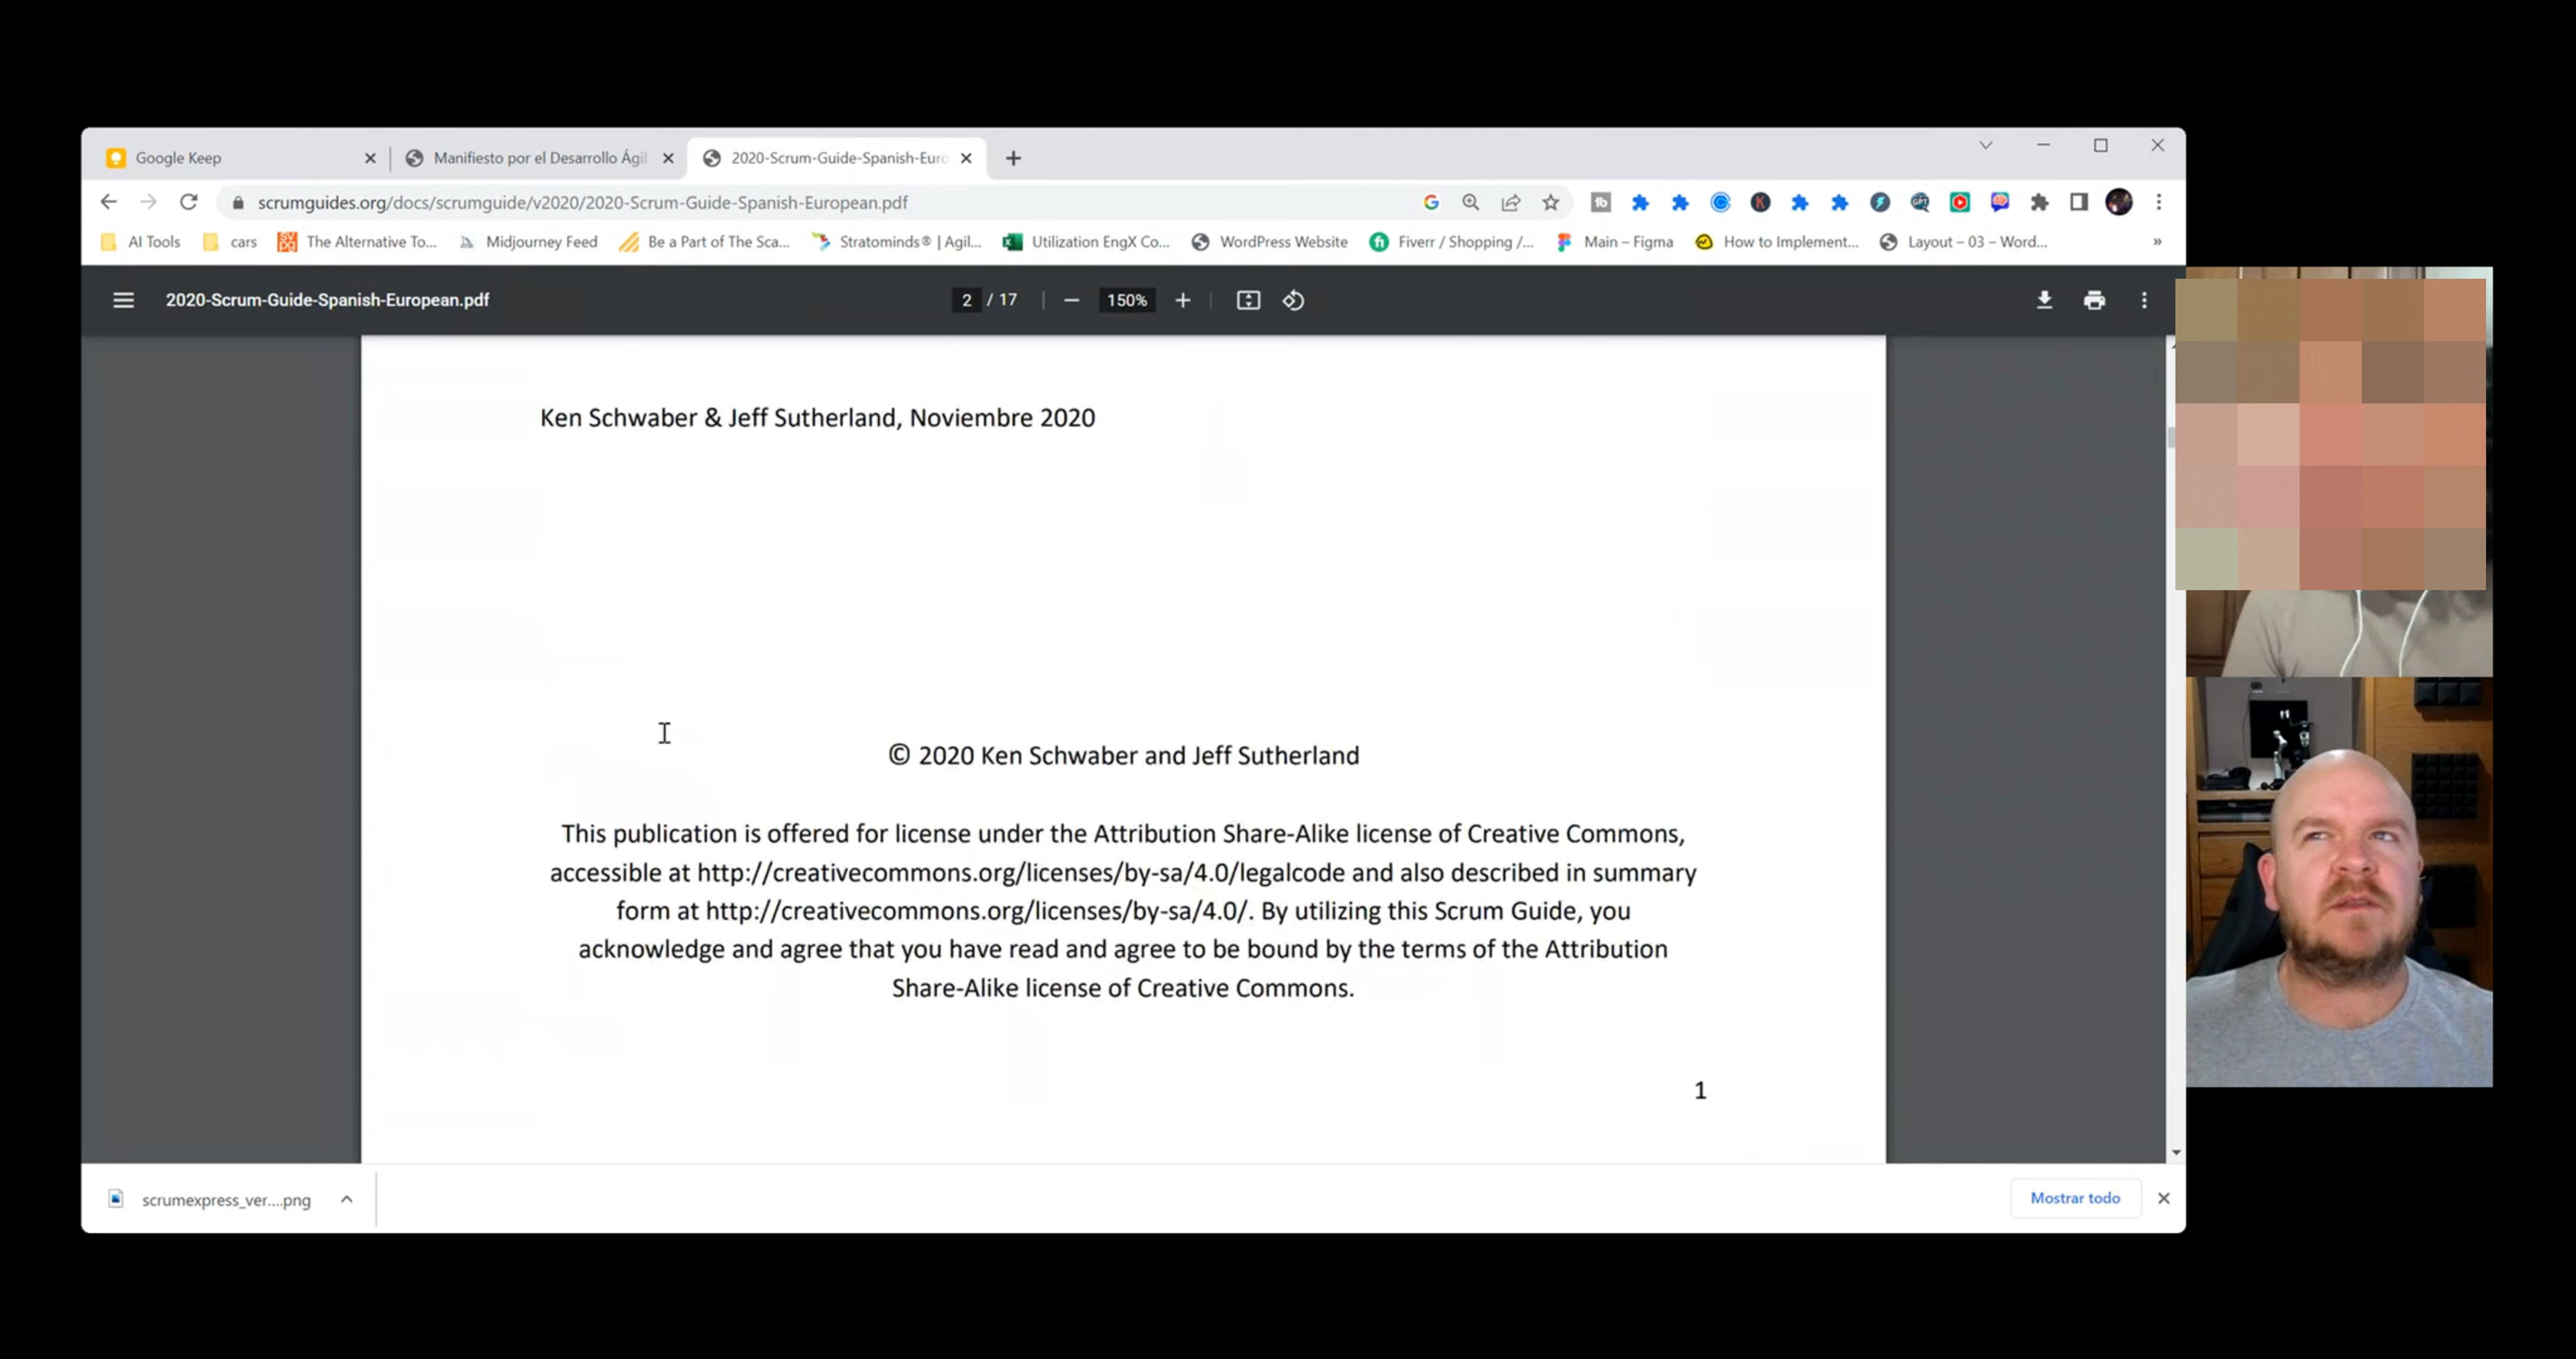 Google Keep
Manifiesto por el Desarrollo Ágil
2020-Scrum-Guide-Spanish-Euro
scrumguides.org/docs/scrumguide/v2020/2020-Scrum-Guide-Spanish-European.pdf
AI Tools cars The Alternative To... Midjourney Feed Be a Part of The Sca... Stratominds® | Agil... Utilization EngX Co... WordPress Website Fiverr / Shopping /... Main – Figma How to Implement... Layout – 03 – Word... »
2020-Scrum-Guide-Spanish-European.pdf 2 / 17 150%
Ken Schwaber & Jeff Sutherland, Noviembre 2020
© 2020 Ken Schwaber and Jeff Sutherland
This publication is offered for license under the Attribution Share-Alike license of Creative Commons,
accessible at http://creativecommons.org/licenses/by-sa/4.0/legalcode and also described in summary
form at http://creativecommons.org/licenses/by-sa/4.0/. By utilizing this Scrum Guide, you
acknowledge and agree that you have read and agree to be bound by the terms of the Attribution
Share-Alike license of Creative Commons.
1
scrumexpress_ver....png
Mostrar todo